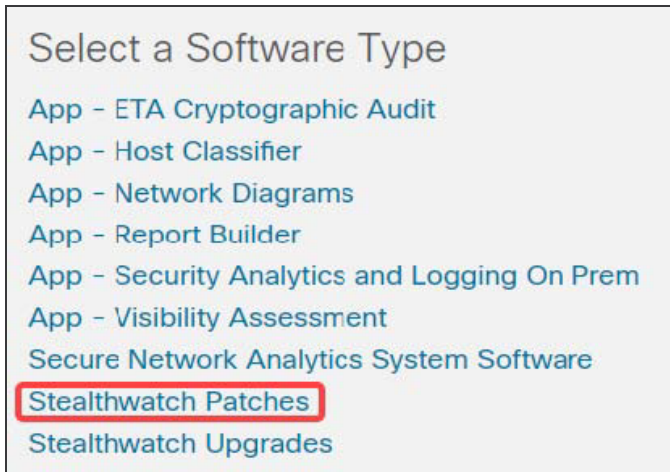 Select a Software Type
App - ETA Cryptographic Audit
App - Host Classifier
App - Network Diagrams
App - Report Builder
App - Security Analytics and Logging On Prem
App - Visibility Assessment
Secure Network Analytics System Software
Stealthwatch Patches
Stealthwatch Upgrades